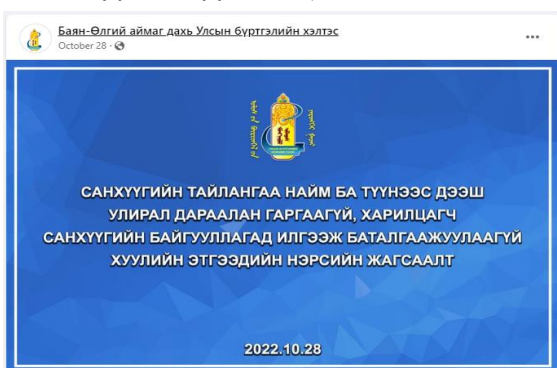 Баян-Өлгий аймаг дахь Улсын бүртгэлийн хэлтэс
October 28 ·
САНХҮҮГИЙН ТАЙЛАНГАА НАЙМ БА ТҮҮНЭЭС ДЭЭШ
УЛИРАЛ ДАРААЛАН ГАРГААГҮЙ, ХАРИЛЦАГЧ
САНХҮҮГИЙН БАЙГУУЛЛАГАД ИЛГЭЭЖ БАТАЛГААЖУУЛААГҮЙ
ХУУЛИЙН ЭТГЭЭДИЙН НЭРСИЙН ЖАГСААЛТ
2022.10.28